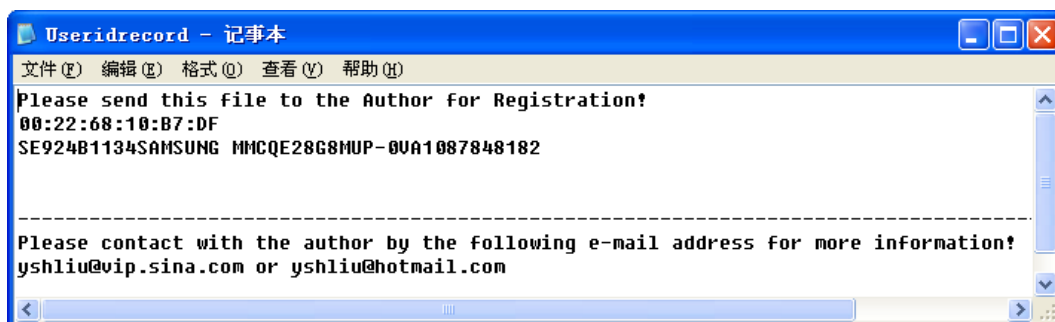 Useridrecord - 记事本
文件(F) 编辑(E) 格式(O) 查看(V) 帮助(H)
Please send this file to the Author for Registration!
00:22:68:10:B7:DF
SE924B1134SAMSUNG MMCQE28G8MUP-0VA1087848182
--------------------------------------------------------------------------------
Please contact with the author by the following e-mail address for more information!
yshliu@vip.sina.com or yshliu@hotmail.com